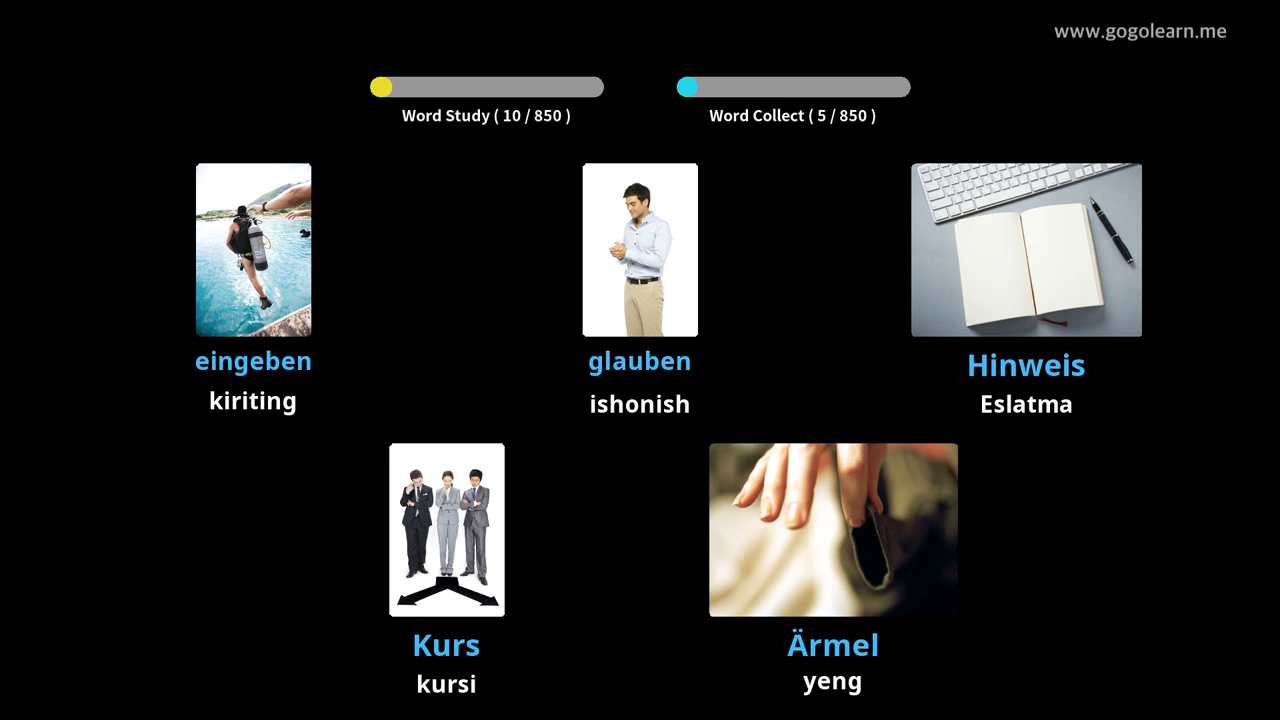 www.gogolearn.me
Word Study ( 10 / 850 )
Word Collect ( 5 / 850 )
eingeben
kiriting
glauben
ishonish
Hinweis
Eslatma
Kurs
kursi
Ärmel
yeng